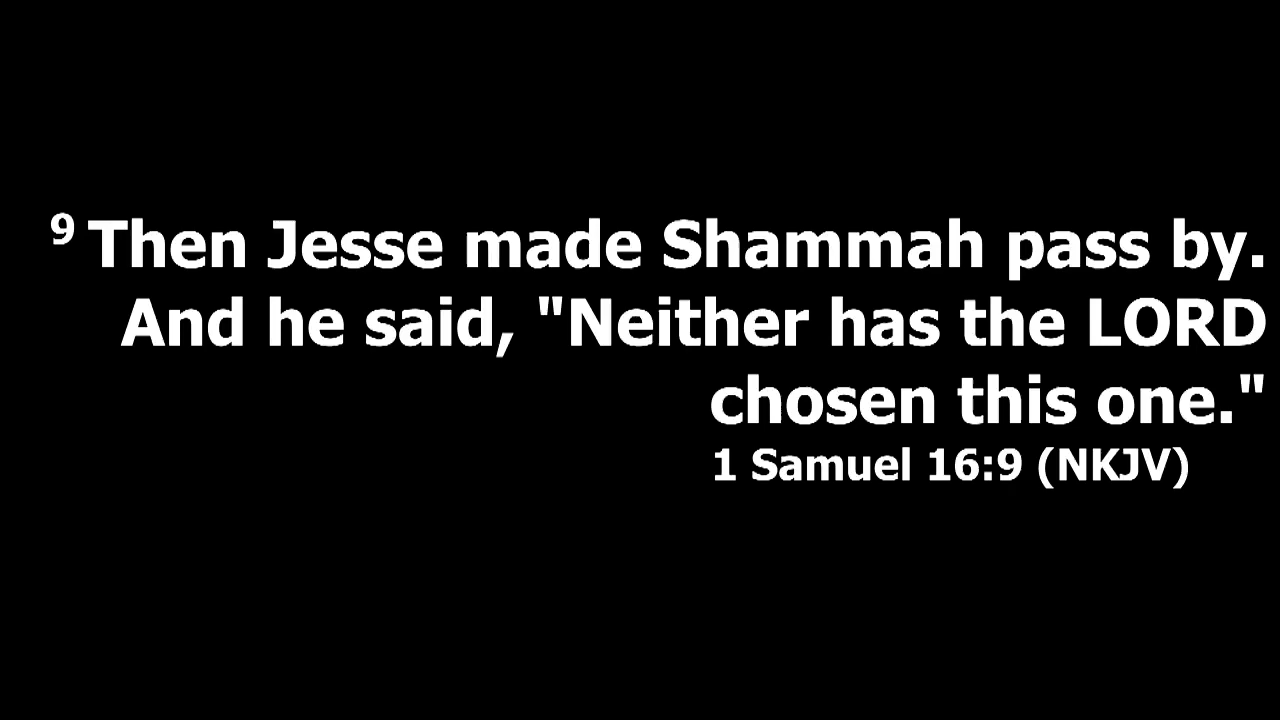 9 Then Jesse made Shammah pass by.
And he said, "Neither has the LORD
chosen this one."
1 Samuel 16:9 (NKJV)